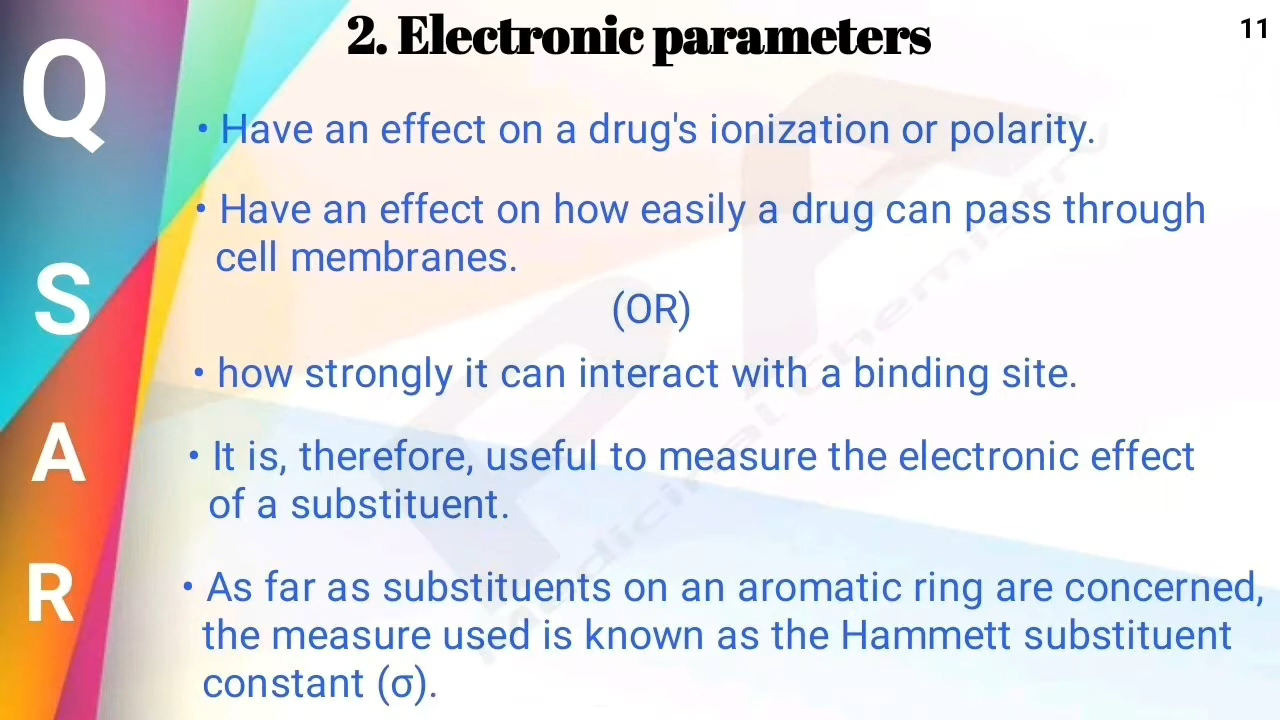 2. Electronic parameters
11
Q
S
A
R
• Have an effect on a drug's ionization or polarity.
• Have an effect on how easily a drug can pass through
cell membranes.
(OR)
• how strongly it can interact with a binding site.
• It is, therefore, useful to measure the electronic effect
of a substituent.
• As far as substituents on an aromatic ring are concerned,
the measure used is known as the Hammett substituent
constant (σ).